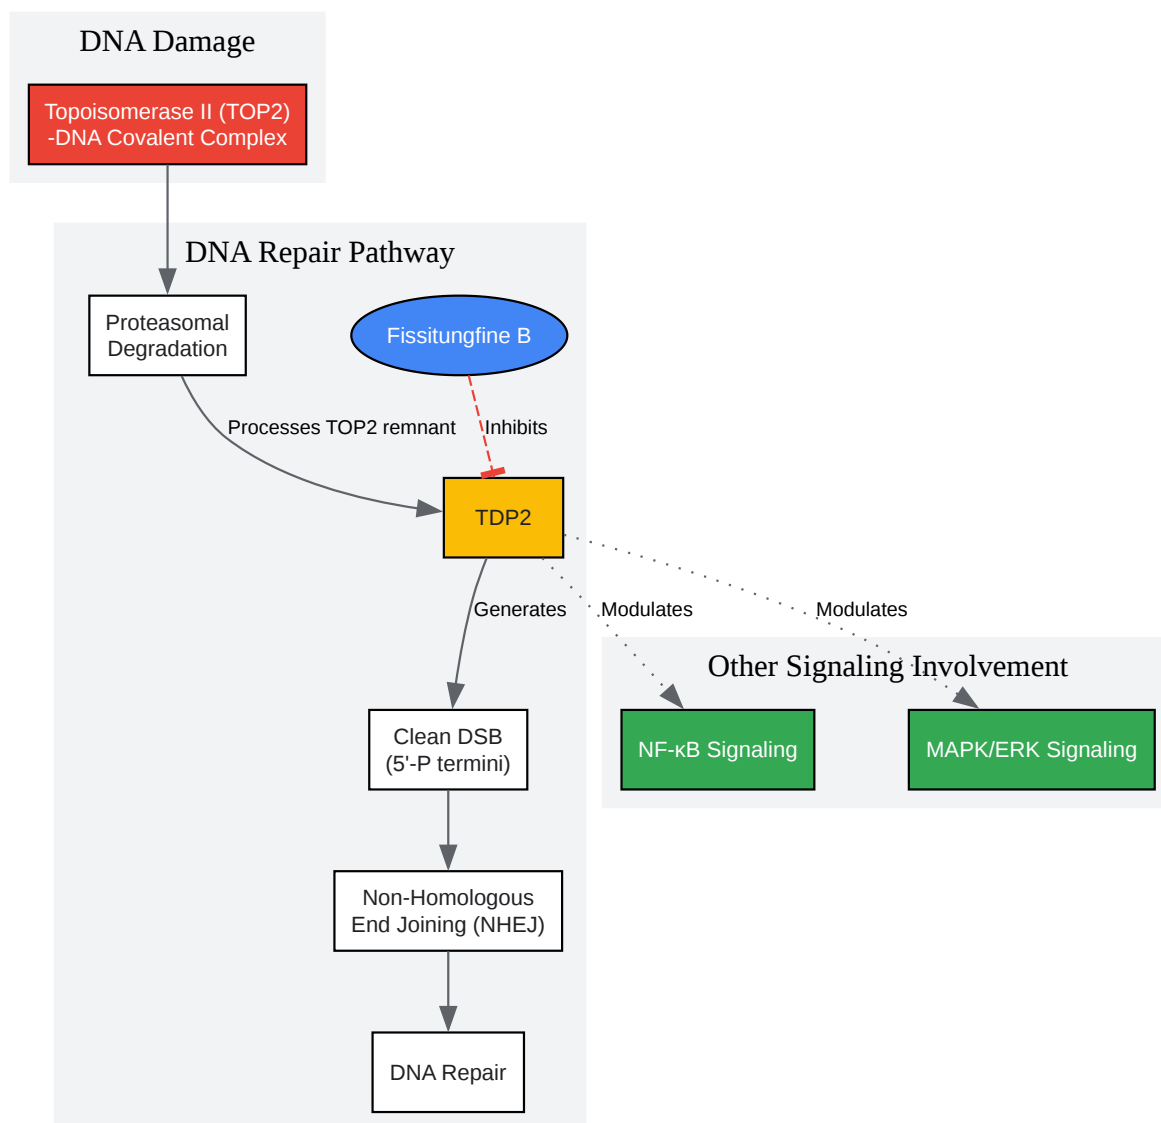 DNA Damage
Topoisomerase II (TOP2)
-DNA Covalent Complex
DNA Repair Pathway
Proteasomal
Degradation
Fissitungfine B
Processes TOP2 remnant
Inhibits
TDP2
Generates
Modulates
Modulates
Other Signaling Involvement
Clean DSB
(5'-P termini)
NF-κB Signaling
MAPK/ERK Signaling
Non-Homologous
End Joining (NHEJ)
DNA Repair